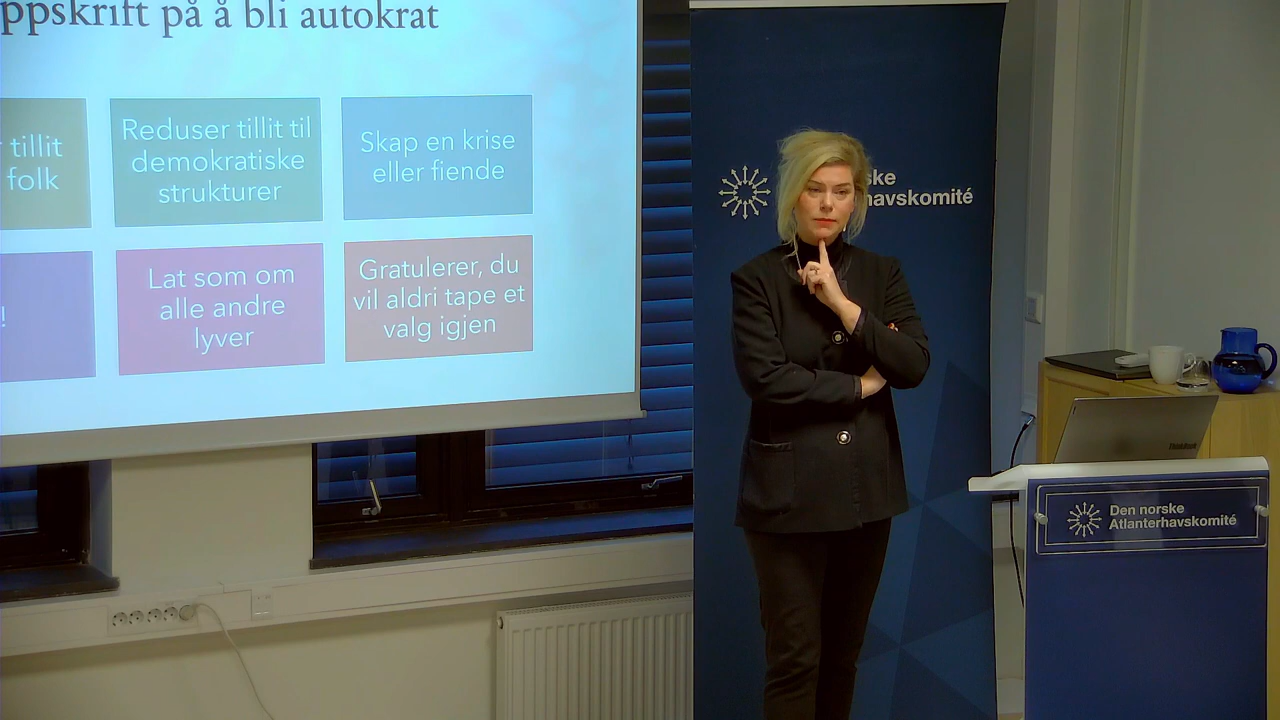 ppskrift på å bli autokrat
tillit
folk
Reduser tillit til
demokratiske
strukturer
Skap en krise
eller fiende
!
Lat som om
alle andre
lyver
Gratulerer, du
vil aldri tape et
valg igjen
ske
havskomité
ThinkPad
Den norske
Atlanterhavskomité